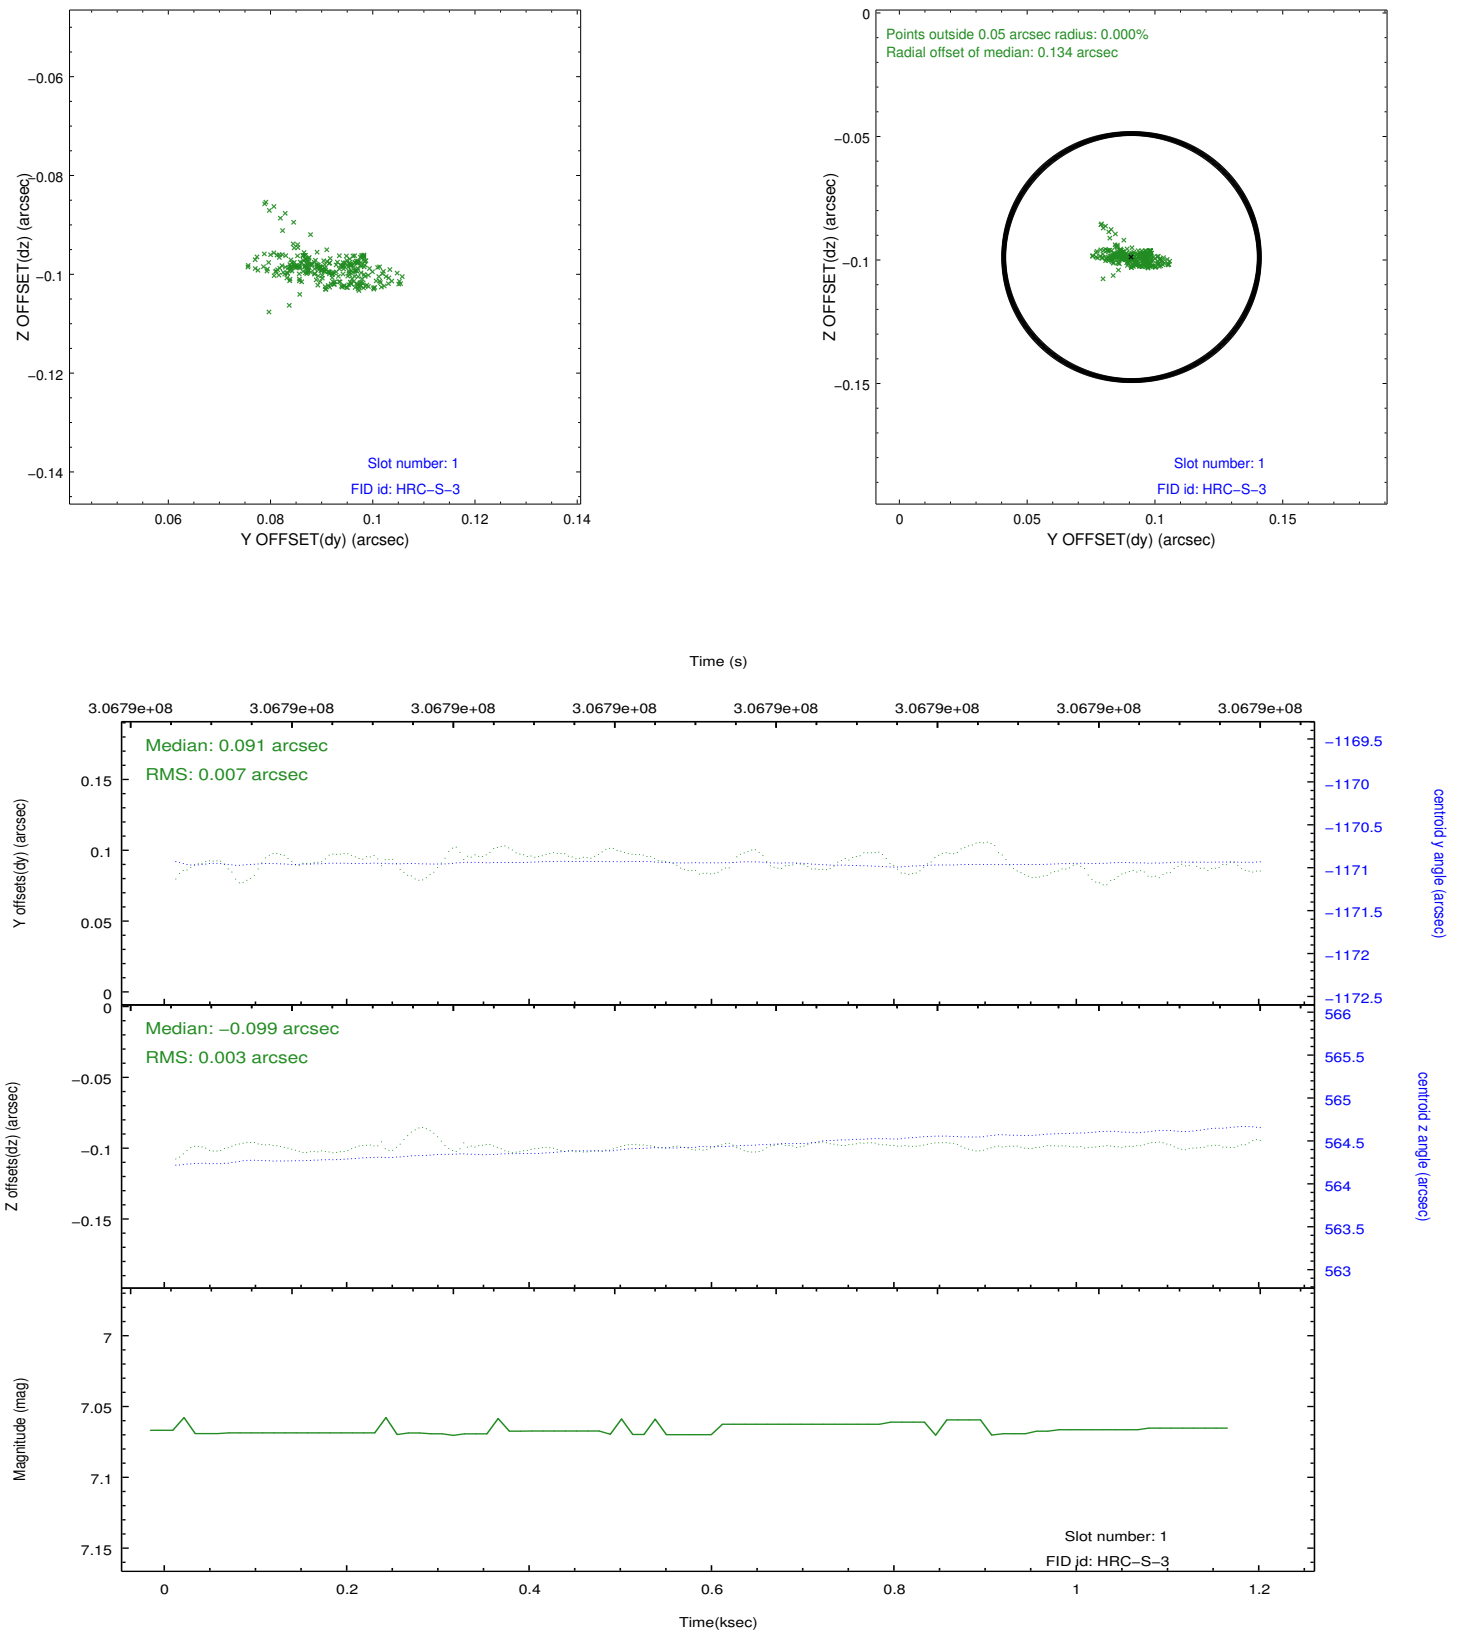 −0.06
−0.08
−0.1
−0.12
−0.14
Z OFFSET(dz) (arcsec)
Slot number: 1
FID id: HRC−S−3
0.06 0.08 0.1 0.12 0.14
Y OFFSET(dy) (arcsec)
0
−0.05
−0.1
−0.15
Z OFFSET(dz) (arcsec)
Points outside 0.05 arcsec radius: 0.000%
Radial offset of median: 0.134 arcsec
Slot number: 1
FID id: HRC−S−3
0 0.05 0.1 0.15
Y OFFSET(dy) (arcsec)
Time (s)
3.0679e+08 3.0679e+08 3.0679e+08 3.0679e+08 3.0679e+08 3.0679e+08 3.0679e+08 3.0679e+08
Median: 0.091 arcsec
RMS: 0.007 arcsec
0.15
0.1
0.05
0
Y offsets(dy) (arcsec)
−1169.5
−1170
−1170.5
−1171
−1171.5
−1172
−1172.5
centroid y angle (arcsec)
Median: −0.099 arcsec
RMS: 0.003 arcsec
0
−0.05
−0.1
−0.15
Z offsets(dz) (arcsec)
566
565.5
565
564.5
564
563.5
563
centroid z angle (arcsec)
7
7.05
7.1
7.15
Magnitude (mag)
Slot number: 1
FID id: HRC−S−3
0 0.2 0.4 0.6 0.8 1 1.2
Time(ksec)